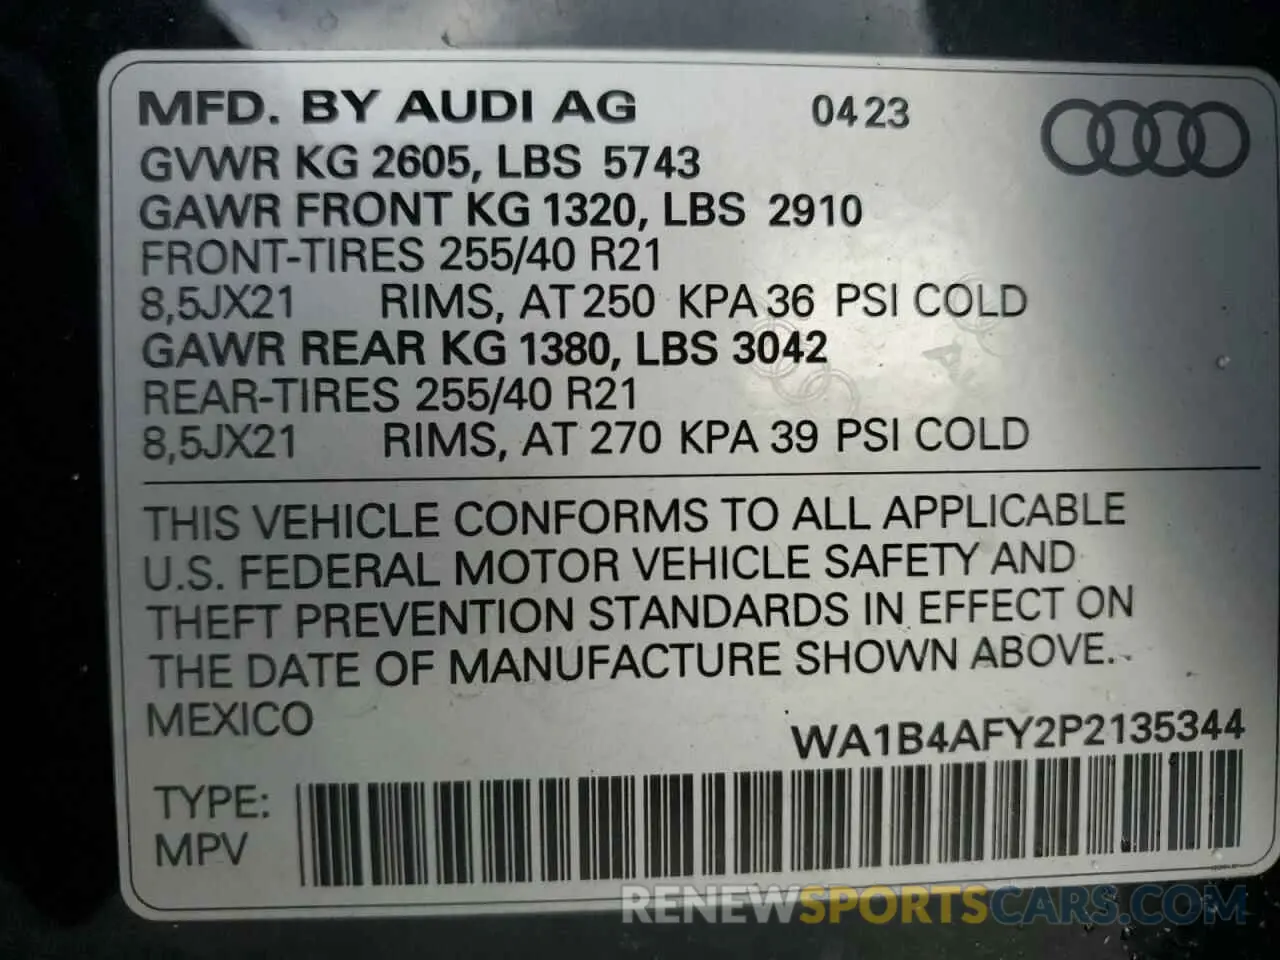 MFD. BY AUDI AG 0423
GVWR KG 2605, LBS 5743
GAWR FRONT KG 1320, LBS 2910
FRONT-TIRES 255/40 R21
8,5JX21 RIMS, AT 250 KPA 36 PSI COLD
GAWR REAR KG 1380, LBS 3042
REAR-TIRES 255/40 R21
8,5JX21 RIMS, AT 270 KPA 39 PSI COLD
THIS VEHICLE CONFORMS TO ALL APPLICABLE
U.S. FEDERAL MOTOR VEHICLE SAFETY AND
THEFT PREVENTION STANDARDS IN EFFECT ON
THE DATE OF MANUFACTURE SHOWN ABOVE.
MEXICO
WA1B4AFY2P2135344
TYPE:
MPV
RENEWSPORTSCARS.COM